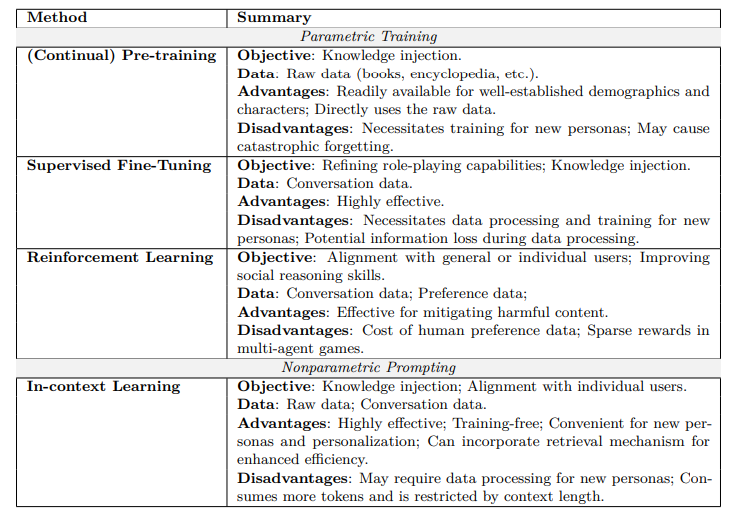 Method Summary
Parametric Training
(Continual) Pre-training Objective: Knowledge injection.
Data: Raw data (books, encyclopedia, etc.).
Advantages: Readily available for well-established demographics and
characters; Directly uses the raw data.
Disadvantages: Necessitates training for new personas; May cause
catastrophic forgetting.
Supervised Fine-Tuning Objective: Refining role-playing capabilities; Knowledge injection.
Data: Conversation data.
Advantages: Highly effective.
Disadvantages: Necessitates data processing and training for new
personas; Potential information loss during data processing.
Reinforcement Learning Objective: Alignment with general or individual users; Improving
social reasoning skills.
Data: Conversation data; Preference data;
Advantages: Effective for mitigating harmful content.
Disadvantages: Cost of human preference data; Sparse rewards in
multi-agent games.
Nonparametric Prompting
In-context Learning Objective: Knowledge injection; Alignment with individual users.
Data: Raw data; Conversation data.
Advantages: Highly effective; Training-free; Convenient for new per-
sonas and personalization; Can incorporate retrieval mechanism for
enhanced efficiency.
Disadvantages: May require data processing for new personas; Con-
sumes more tokens and is restricted by context length.